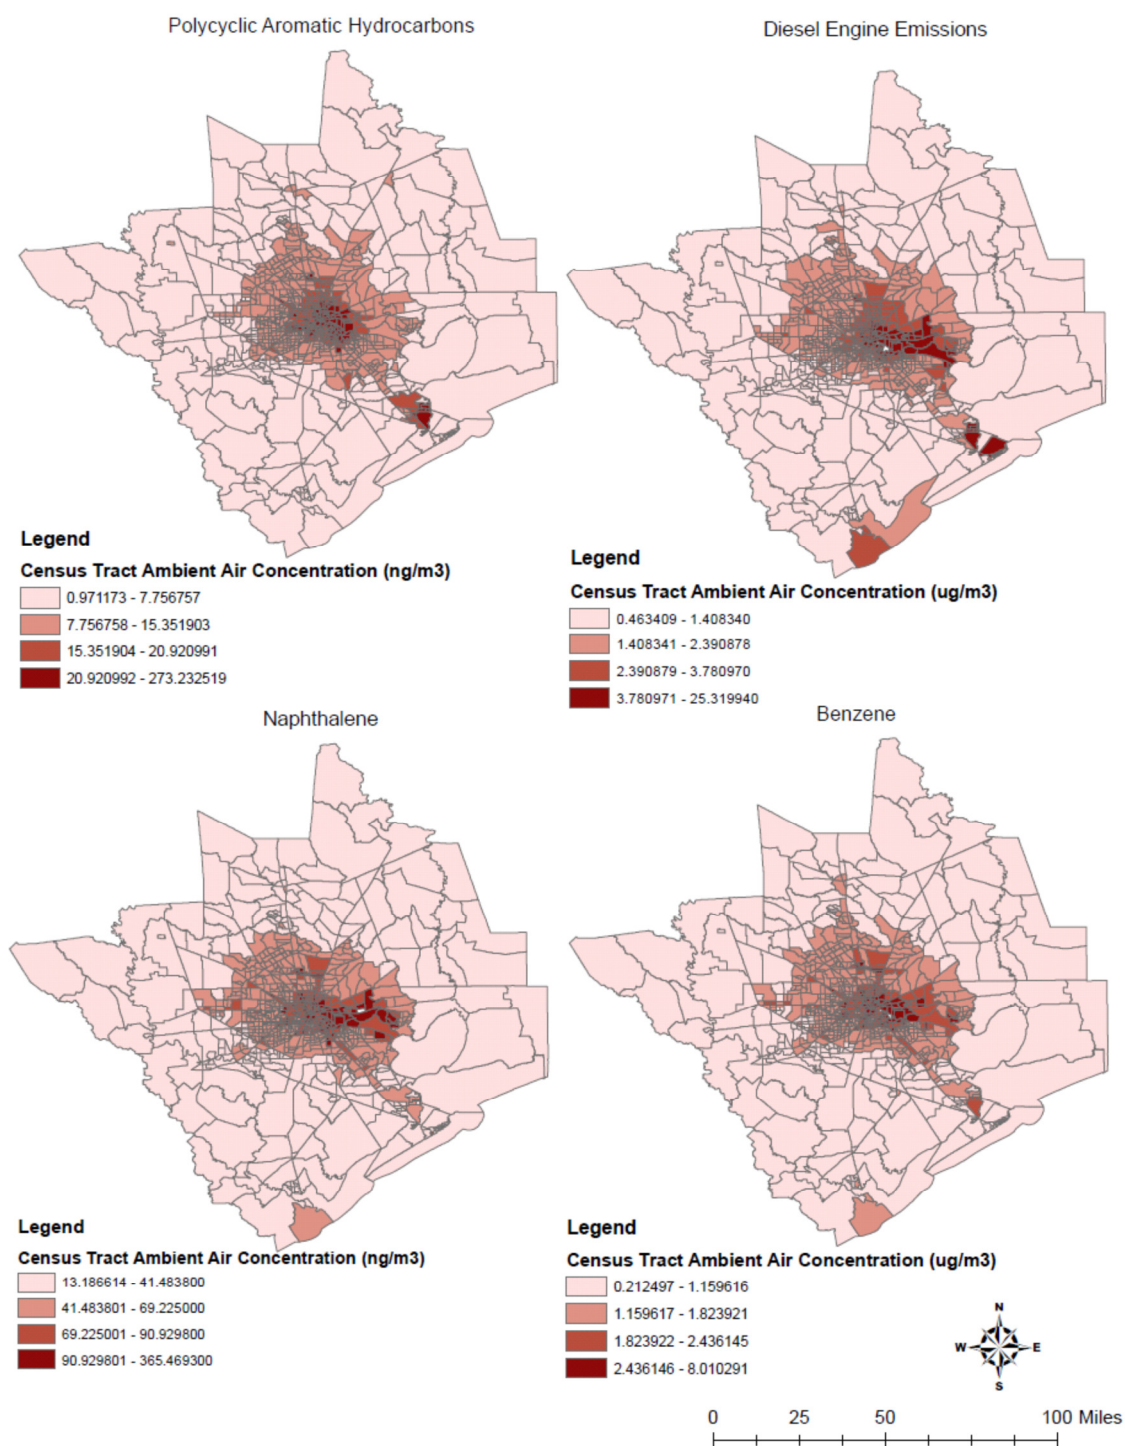 Polycyclic Aromatic Hydrocarbons
Diesel Engine Emissions
Legend
Census Tract Ambient Air Concentration (ng/m3)
0.971173 - 7.756757
7.756758 - 15.351903
15.351904 - 20.920991
20.920992 - 273.232519
Legend
Census Tract Ambient Air Concentration (ug/m3)
0.463409 - 1.408340
1.408341 - 2.390878
2.390879 - 3.780970
3.780971 - 25.319940
Naphthalene
Benzene
Legend
Census Tract Ambient Air Concentration (ng/m3)
13.186614 - 41.483800
41.483801 - 69.225000
69.225001 - 90.929800
90.929801 - 365.469300
Legend
Census Tract Ambient Air Concentration (ug/m3)
0.212497 - 1.159616
1.159617 - 1.823921
1.823922 - 2.436145
2.436146 - 8.010291
N
W E
S
0 25 50 100 Miles